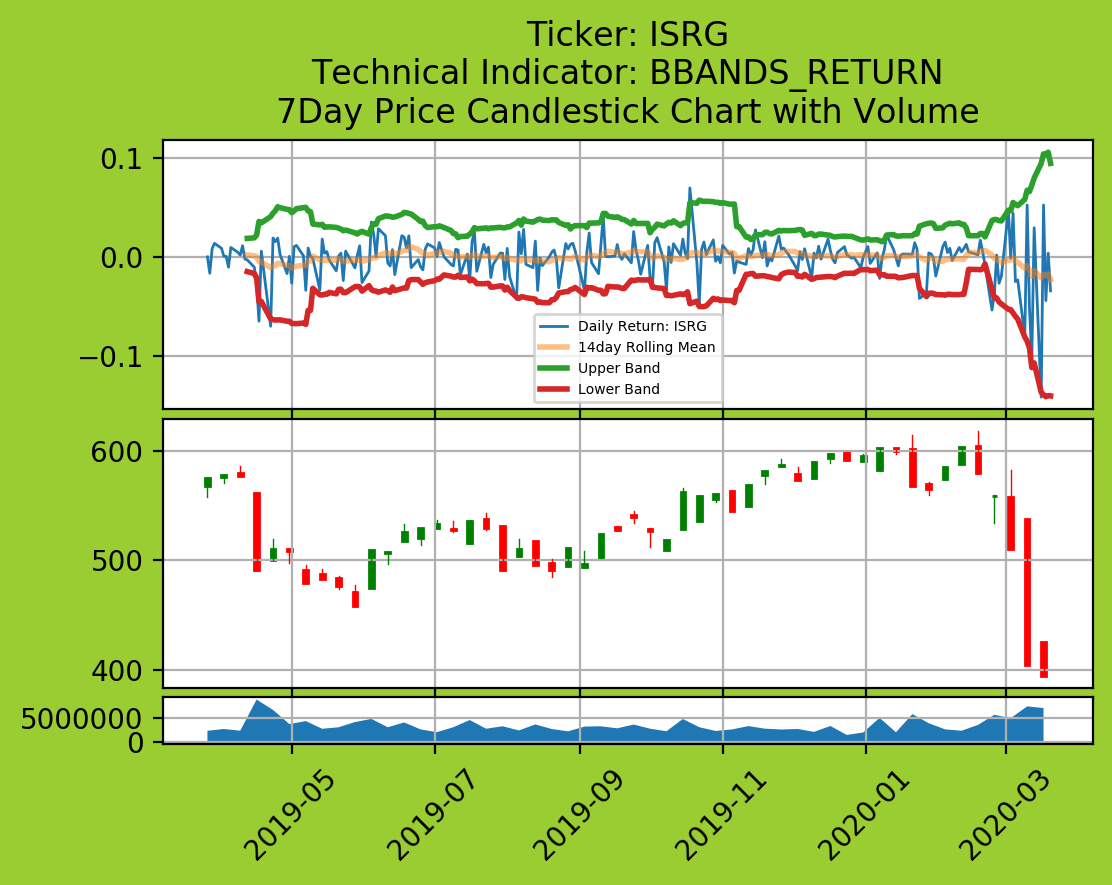 Ticker: ISRG
Technical Indicator: BBANDS_RETURN
7Day Price Candlestick Chart with Volume
0.1
0.0
−0.1
Daily Return: ISRG
14day Rolling Mean
Upper Band
Lower Band
600
500
400
5000000
0
2019-05
2019-07
2019-09
2019-11
2020-01
2020-03